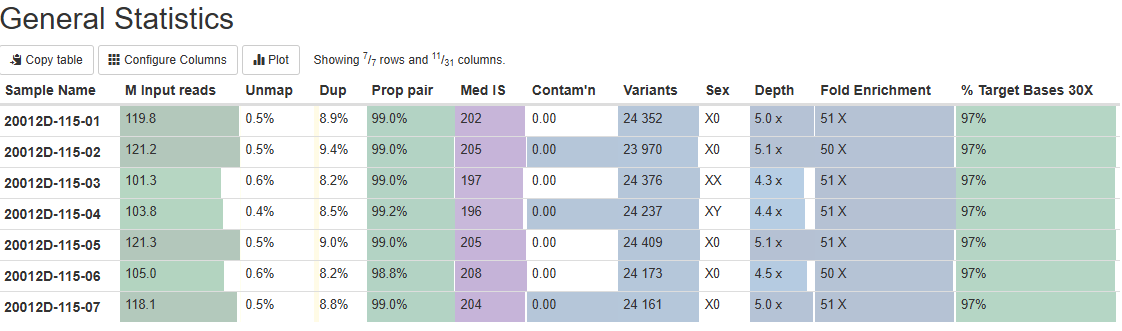 General Statistics
Copy table Configure Columns Plot Showing 7/7 rows and 11/31 columns.
Sample Name M Input reads Unmap Dup Prop pair Med IS Contam'n Variants Sex Depth Fold Enrichment % Target Bases 30X
20012D-115-01 119.8 0.5% 8.9% 99.0% 202 0.00 24 352 X0 5.0 x 51 X 97%
20012D-115-02 121.2 0.5% 9.4% 99.0% 205 0.00 23 970 X0 5.1 x 50 X 97%
20012D-115-03 101.3 0.6% 8.2% 99.0% 197 0.00 24 376 XX 4.3 x 51 X 97%
20012D-115-04 103.8 0.4% 8.5% 99.2% 196 0.00 24 237 XY 4.4 x 51 X 97%
20012D-115-05 121.3 0.5% 9.0% 99.0% 205 0.00 24 409 X0 5.1 x 51 X 97%
20012D-115-06 105.0 0.6% 8.2% 98.8% 208 0.00 24 173 X0 4.5 x 50 X 97%
20012D-115-07 118.1 0.5% 8.8% 99.0% 204 0.00 24 161 X0 5.0 x 51 X 97%